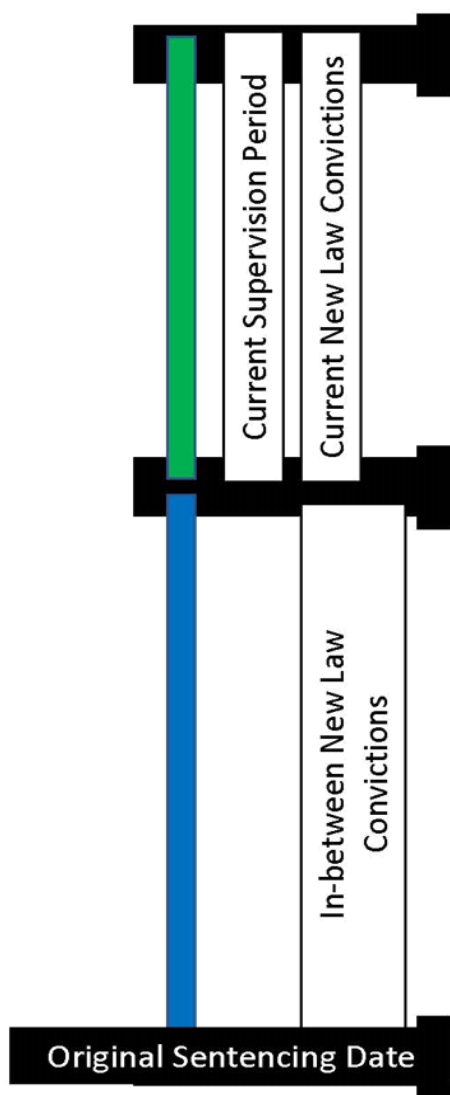 Current Supervision Period
Current New Law Convictions
In-between New Law
Convictions
Original Sentencing Date